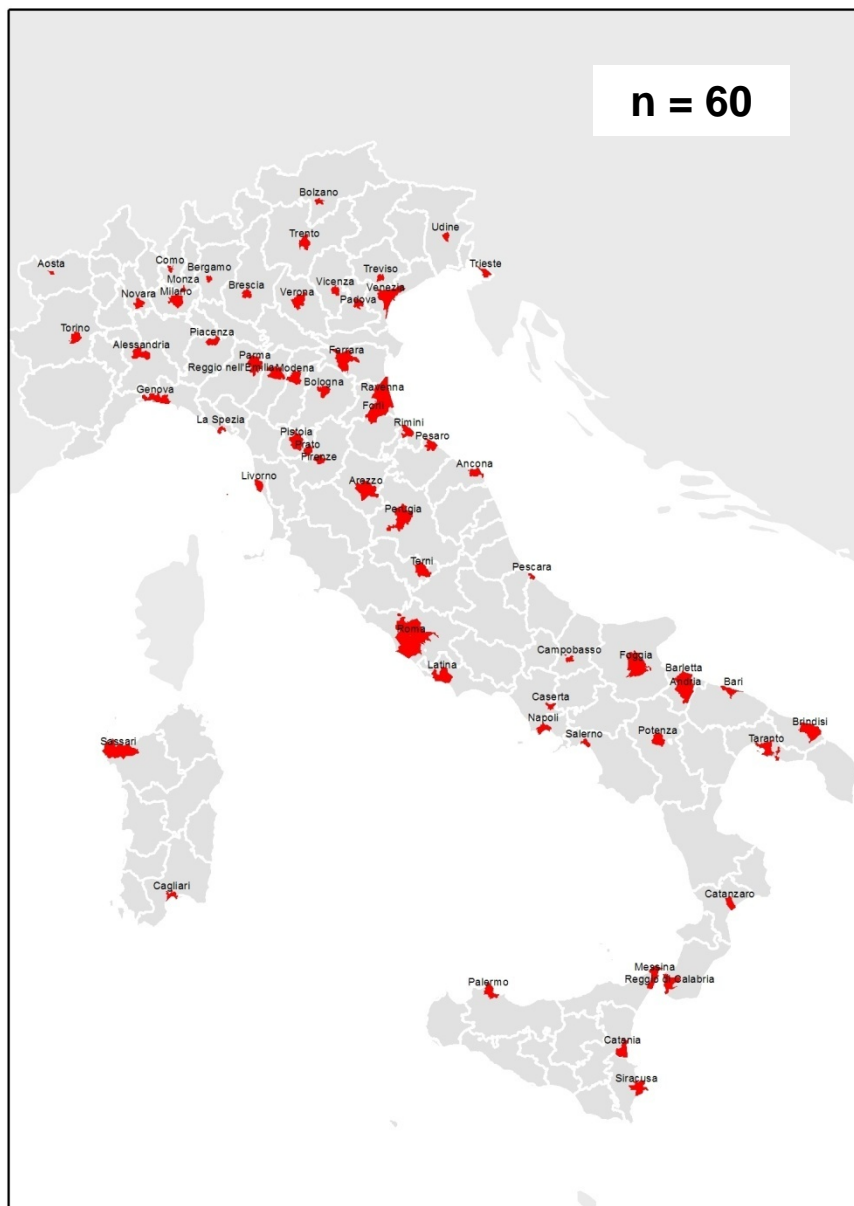 n = 60
Bolzano
Udine
Trento
Trieste
Aosta
Como
Bergamo
Treviso
Monza
Brescia
Vicenza
Venezia
Novara
Milano
Verona
Padova
Torino
Piacenza
Alessandria
Parma
Ferrara
Reggio nell'Emilia
Modena
Genova
Bologna
Ravenna
Forlì
La Spezia
Rimini
Pistoia
Pesaro
Prato
Firenze
Ancona
Livorno
Arezzo
Perugia
Terni
Pescara
Roma
Campobasso
Foggia
Barletta
Latina
Andria
Bari
Caserta
Napoli
Salerno
Potenza
Brindisi
Taranto
Sassari
Cagliari
Catanzaro
Messina
Reggio di Calabria
Palermo
Catania
Siracusa